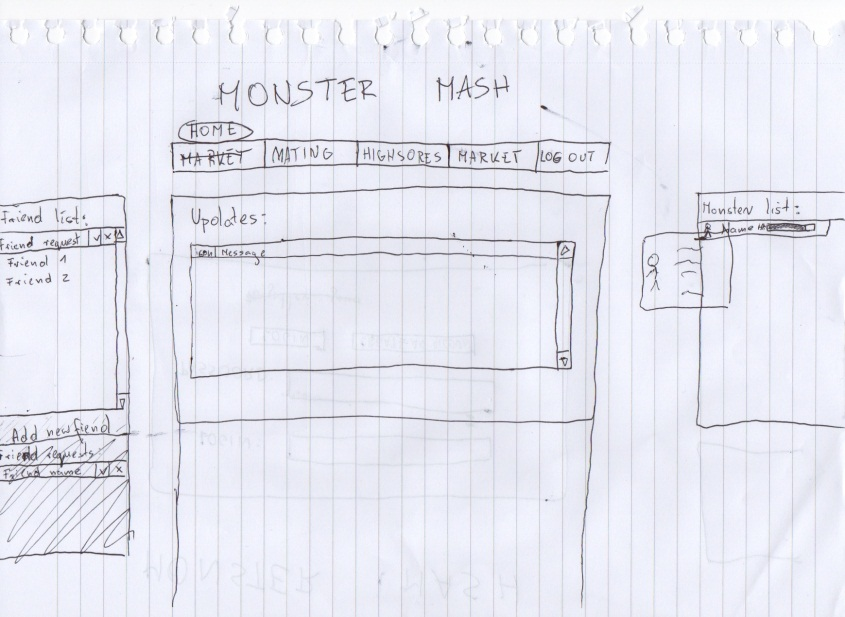 MONSTER MASH
HOME
MARKET MATING HIGHSORES MARKET LOG OUT
Friend list:
Friend request
Friend 1
Friend 2
Add new fiend
Friend requests:
Friend name
Updates:
Message
Monster list:
Name